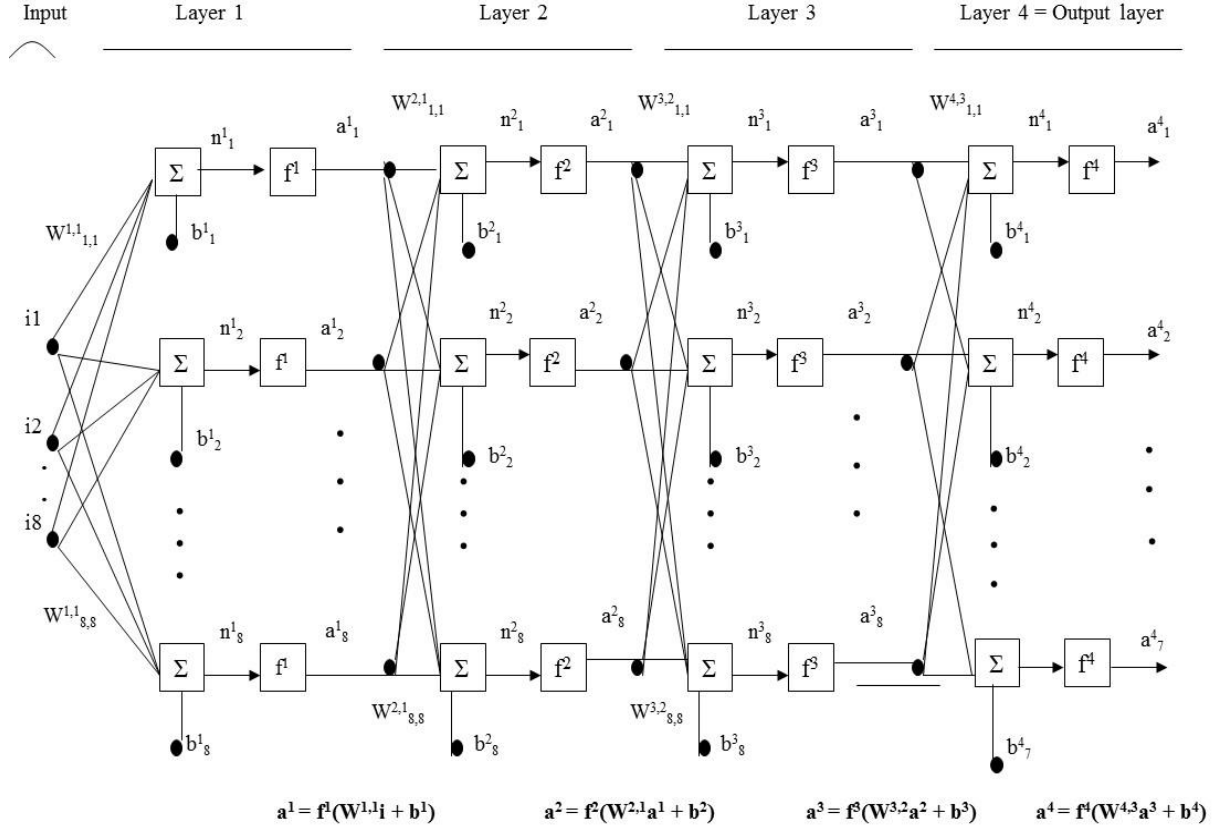 Input Layer 1 Layer 2 Layer 3 Layer 4 = Output layer
W²,¹₁,₁ W³,²₁,₁ W⁴,³₁,₁
n¹₁ a¹₁ n²₁ a²₁ n³₁ a³₁ n⁴₁ a⁴₁
Σ f¹ Σ f² Σ f³ Σ f⁴
W¹,¹₁,₁ b¹₁ b²₁ b³₁ b⁴₁
i1 n¹₂ a¹₂ n²₂ a²₂ n³₂ a³₂ n⁴₂ a⁴₂
Σ f¹ Σ f² Σ f³ Σ f⁴
i2 b¹₂ b²₂ b³₂ b⁴₂
i8
W¹,¹₈,₈ n¹₈ a¹₈ n²₈ a²₈ n³₈ a³₈ a⁴₇
Σ f¹ Σ f² Σ f³ Σ f⁴
W²,¹₈,₈ W³,²₈,₈
b¹₈ b²₈ b³₈ b⁴₇
a¹ = f¹(W¹,¹i + b¹) a² = f²(W²,¹a¹ + b²) a³ = f³(W³,²a² + b³) a⁴ = f⁴(W⁴,³a³ + b⁴)